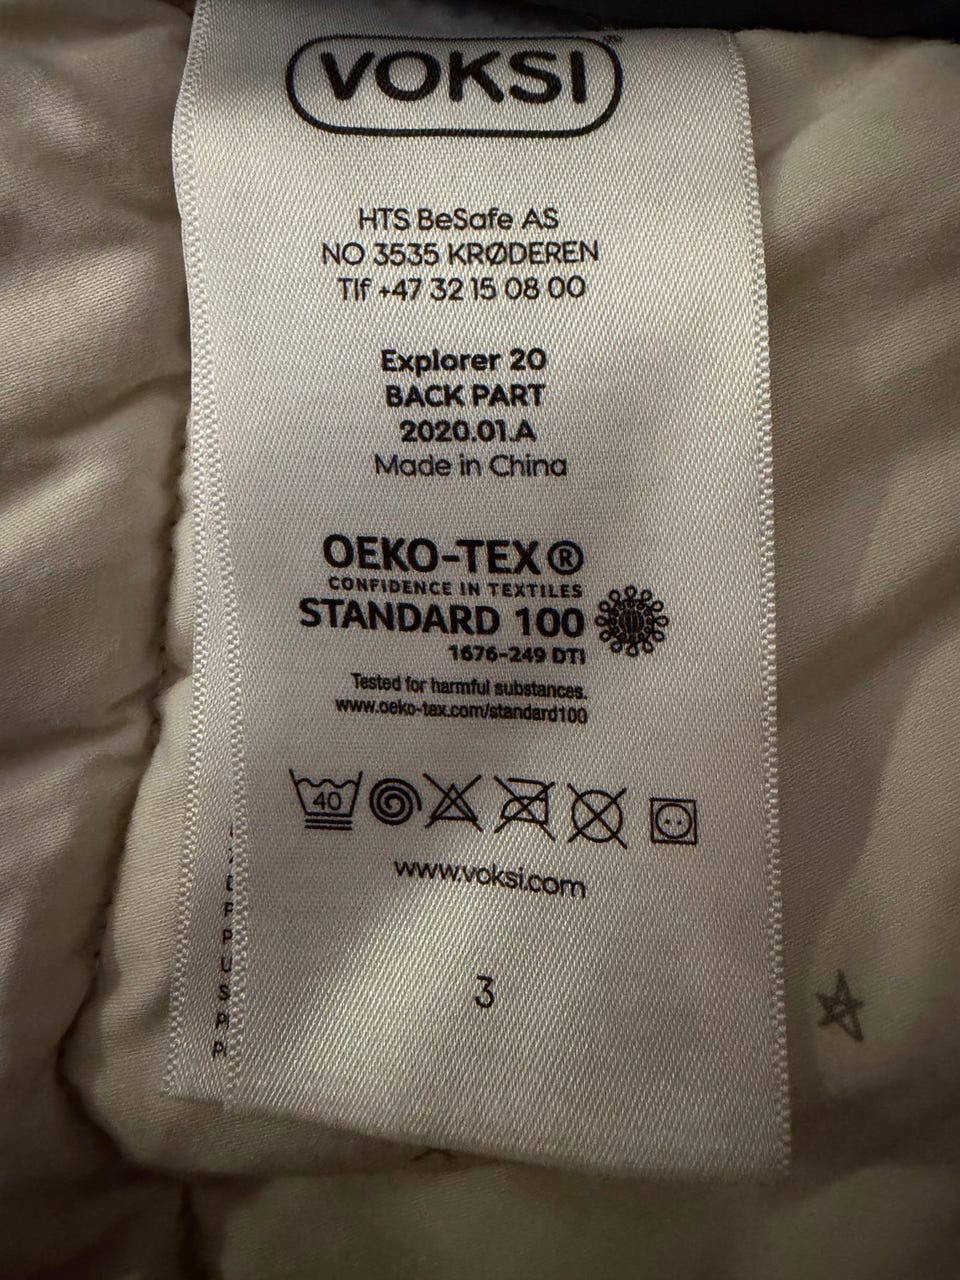 VOKSI®
HTS BeSafe AS
NO 3535 KRØDEREN
Tlf +47 32 15 08 00
Explorer 20
BACK PART
2020.01.A
Made in China
OEKO-TEX®
CONFIDENCE IN TEXTILES
STANDARD 100
1676-249 DTI
Tested for harmful substances.
www.oeko-tex.com/standard100
40
www.voksi.com
3